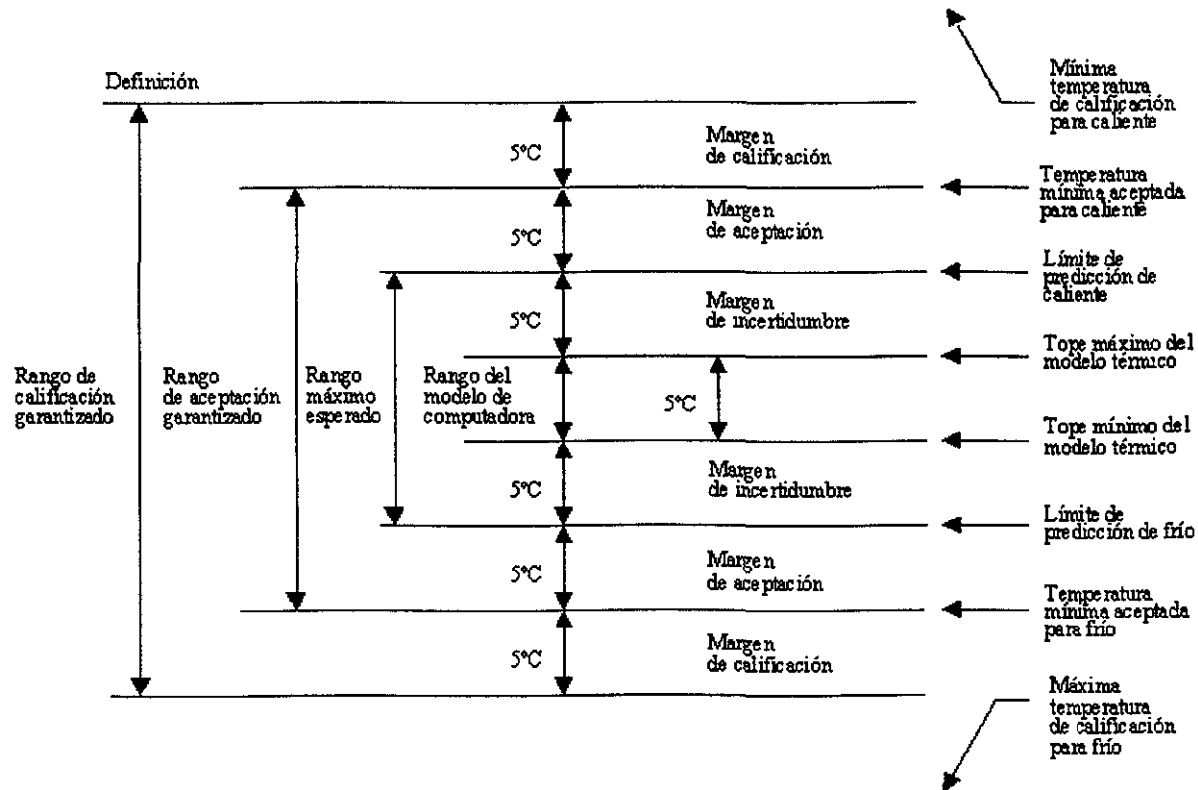 Definición
5°C
Margen
de calificación
5°C
Margen
de aceptación
5°C
Margen
de incertidumbre
Rango de
calificación
garantizado
Rango
de aceptación
garantizado
Rango
máximo
esperado
Rango del
modelo de
computadora
5°C
5°C
Margen
de incertidumbre
5°C
Margen
de aceptación
5°C
Margen
de calificación
Mínima
temperatura
de calificación
para caliente
Temperatura
mínima aceptada
para caliente
Límite de
predicción de
caliente
Tope máximo del
modelo térmico
Tope mínimo del
modelo térmico
Límite de
predicción de frío
Temperatura
mínima aceptada
para frío
Máxima
temperatura
de calificación
para frío